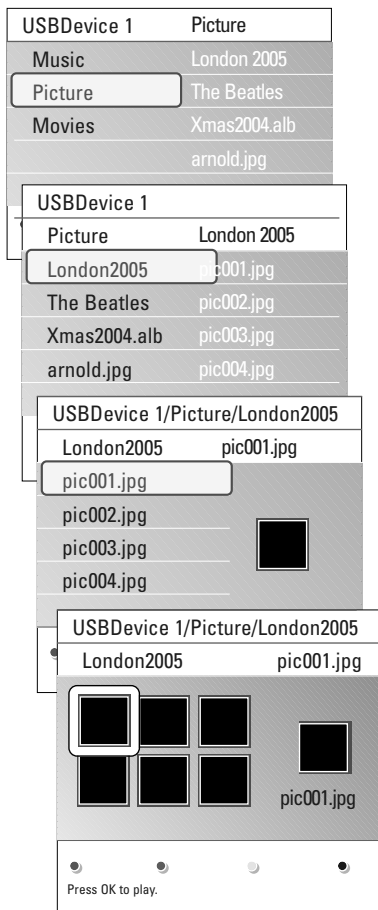 USBDevice 1 Picture
Music London 2005
Picture The Beatles
Movies Xmas2004.alb
arnold.jpg
USBDevice 1
Picture London 2005
London2005 pic001.jpg
The Beatles pic002.jpg
Xmas2004.alb pic003.jpg
arnold.jpg pic004.jpg
USBDevice 1/Picture/London2005
London2005 pic001.jpg
pic001.jpg
pic002.jpg
pic003.jpg
pic004.jpg
USBDevice 1/Picture/London2005
London2005 pic001.jpg
pic001.jpg
Press OK to play.